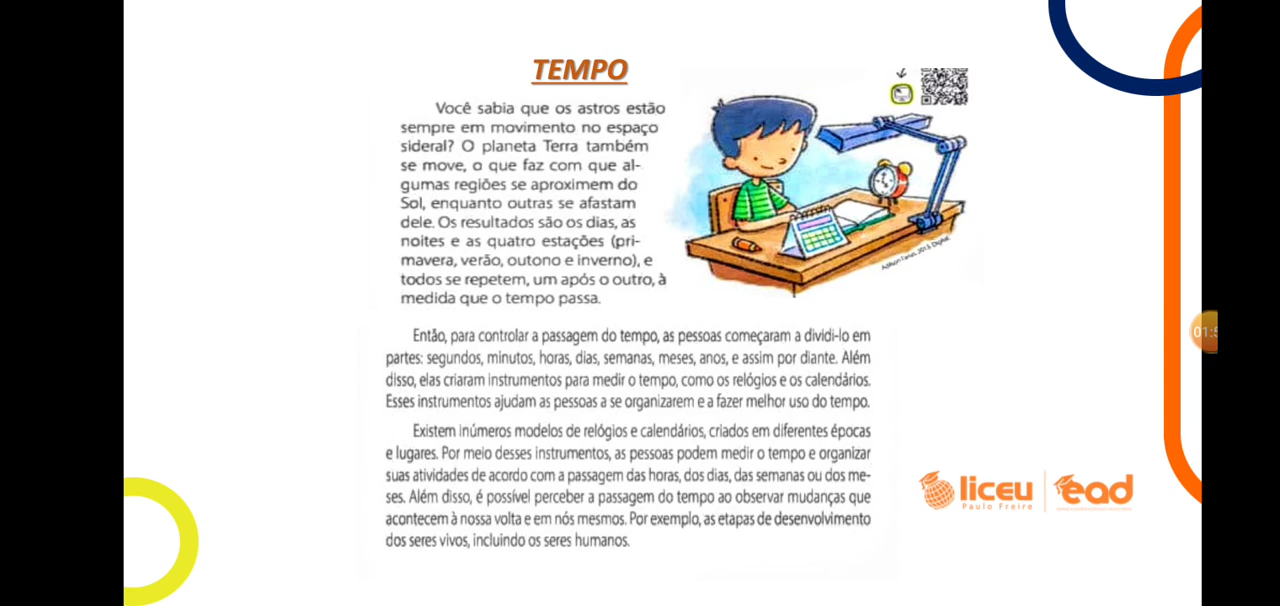 TEMPO
Você sabia que os astros estão
sempre em movimento no espaço
sideral? O planeta Terra também
se move, o que faz com que al-
gumas regiões se aproximem do
Sol, enquanto outras se afastam
dele. Os resultados são os dias, as
noites e as quatro estações (pri-
mavera, verão, outono e inverno), e
todos se repetem, um após o outro, à
medida que o tempo passa.
Então, para controlar a passagem do tempo, as pessoas começaram a dividi-lo em
partes: segundos, minutos, horas, dias, semanas, meses, anos, e assim por diante. Além
disso, elas criaram instrumentos para medir o tempo, como os relógios e os calendários.
Esses instrumentos ajudam as pessoas a se organizarem e a fazer melhor uso do tempo.
Existem inúmeros modelos de relógios e calendários, criados em diferentes épocas
e lugares. Por meio desses instrumentos, as pessoas podem medir o tempo e organizar
suas atividades de acordo com a passagem das horas, dos dias, das semanas ou dos me-
ses. Além disso, é possível perceber a passagem do tempo ao observar mudanças que
acontecem à nossa volta e em nós mesmos. Por exemplo, as etapas de desenvolvimento
dos seres vivos, incluindo os seres humanos.
2013. Digital.
01:5
liceu
Paulo Freire
ead